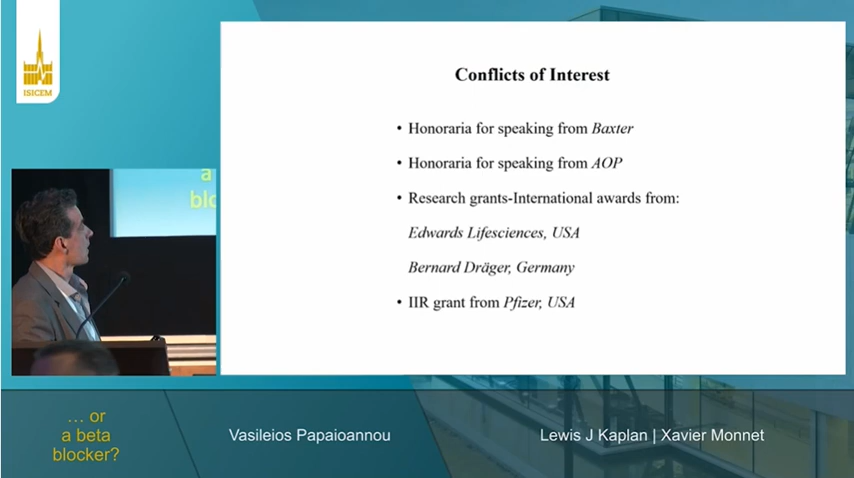 ISICEM
Conflicts of Interest
• Honoraria for speaking from Baxter
• Honoraria for speaking from AOP
• Research grants-International awards from:
Edwards Lifesciences, USA
Bernard Dräger, Germany
• IIR grant from Pfizer, USA
a
… or
a beta
blocker?
Vasileios Papaioannou
Lewis J Kaplan | Xavier Monnet